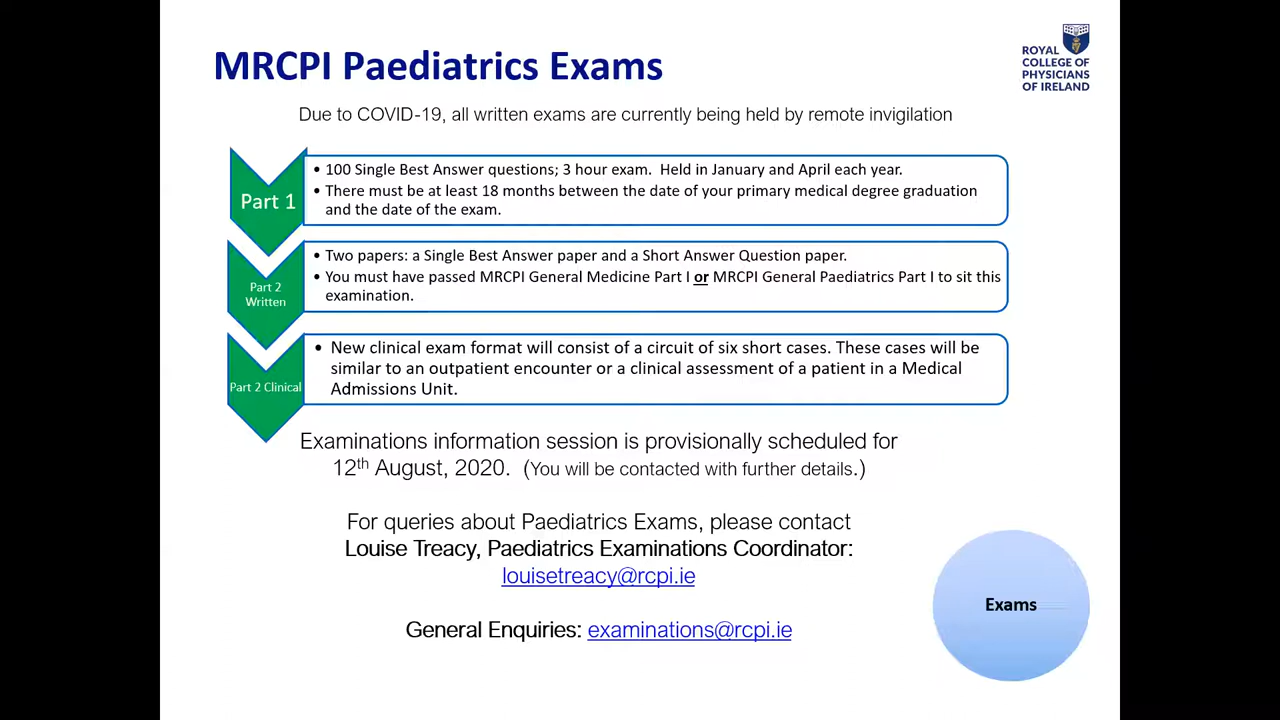 MRCPI Paediatrics Exams
ROYAL
COLLEGE OF
PHYSICIANS
OF IRELAND
Due to COVID-19, all written exams are currently being held by remote invigilation
Part 1
• 100 Single Best Answer questions; 3 hour exam. Held in January and April each year.
• There must be at least 18 months between the date of your primary medical degree graduation
and the date of the exam.
Part 2
Written
• Two papers: a Single Best Answer paper and a Short Answer Question paper.
• You must have passed MRCPI General Medicine Part I or MRCPI General Paediatrics Part I to sit this
examination.
Part 2 Clinical
• New clinical exam format will consist of a circuit of six short cases. These cases will be
similar to an outpatient encounter or a clinical assessment of a patient in a Medical
Admissions Unit.
Examinations information session is provisionally scheduled for
12th August, 2020. (You will be contacted with further details.)
For queries about Paediatrics Exams, please contact
Louise Treacy, Paediatrics Examinations Coordinator:
louisetreacy@rcpi.ie
General Enquiries: examinations@rcpi.ie
Exams